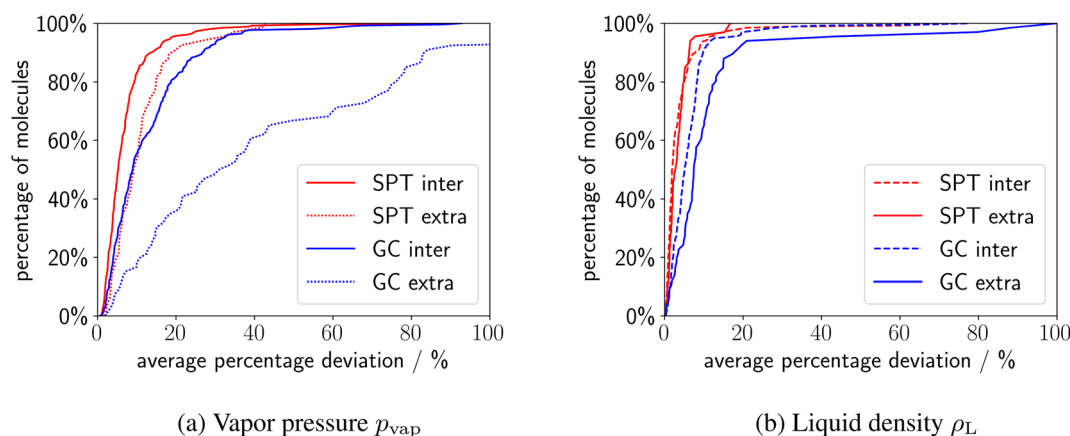 100%
80%
60%
40%
20%
0%
percentage of molecules
SPT inter
SPT extra
GC inter
GC extra
0 20 40 60 80 100
average percentage deviation / %
(a) Vapor pressure p_vap
100%
80%
60%
40%
20%
0%
percentage of molecules
SPT inter
SPT extra
GC inter
GC extra
0 20 40 60 80 100
average percentage deviation / %
(b) Liquid density ρ_L